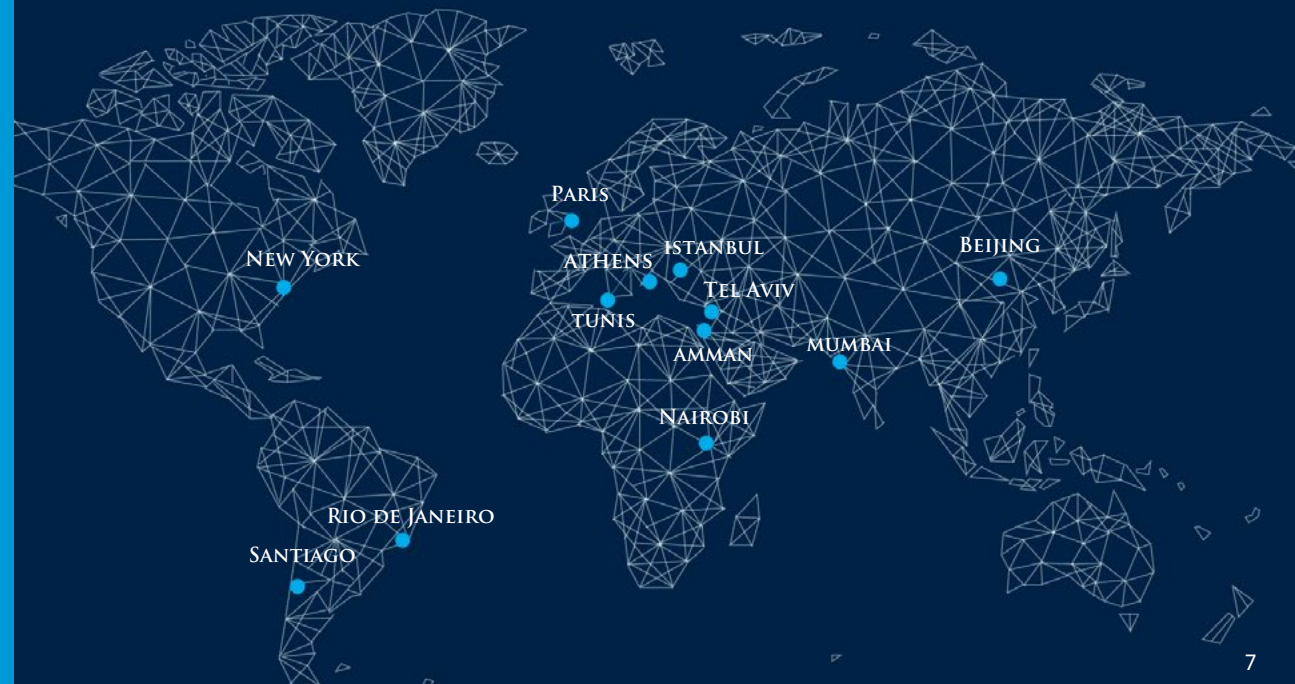 Paris
New York
istanbul
athens
Beijing
Tel Aviv
tunis
amman
mumbai
Nairobi
Rio de Janeiro
Santiago
7